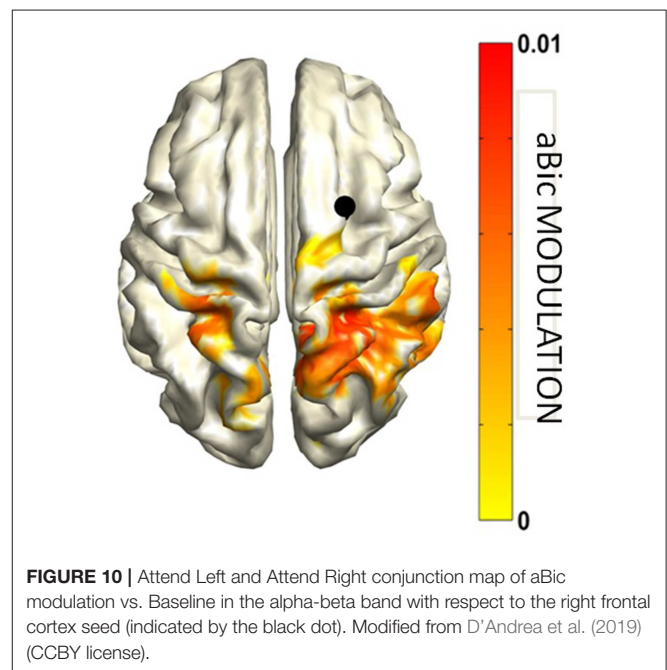 0.01
aBic MODULATION
0
FIGURE 10 | Attend Left and Attend Right conjunction map of aBic
modulation vs. Baseline in the alpha-beta band with respect to the right frontal
cortex seed (indicated by the black dot). Modified from D'Andrea et al. (2019)
(CCBY license).